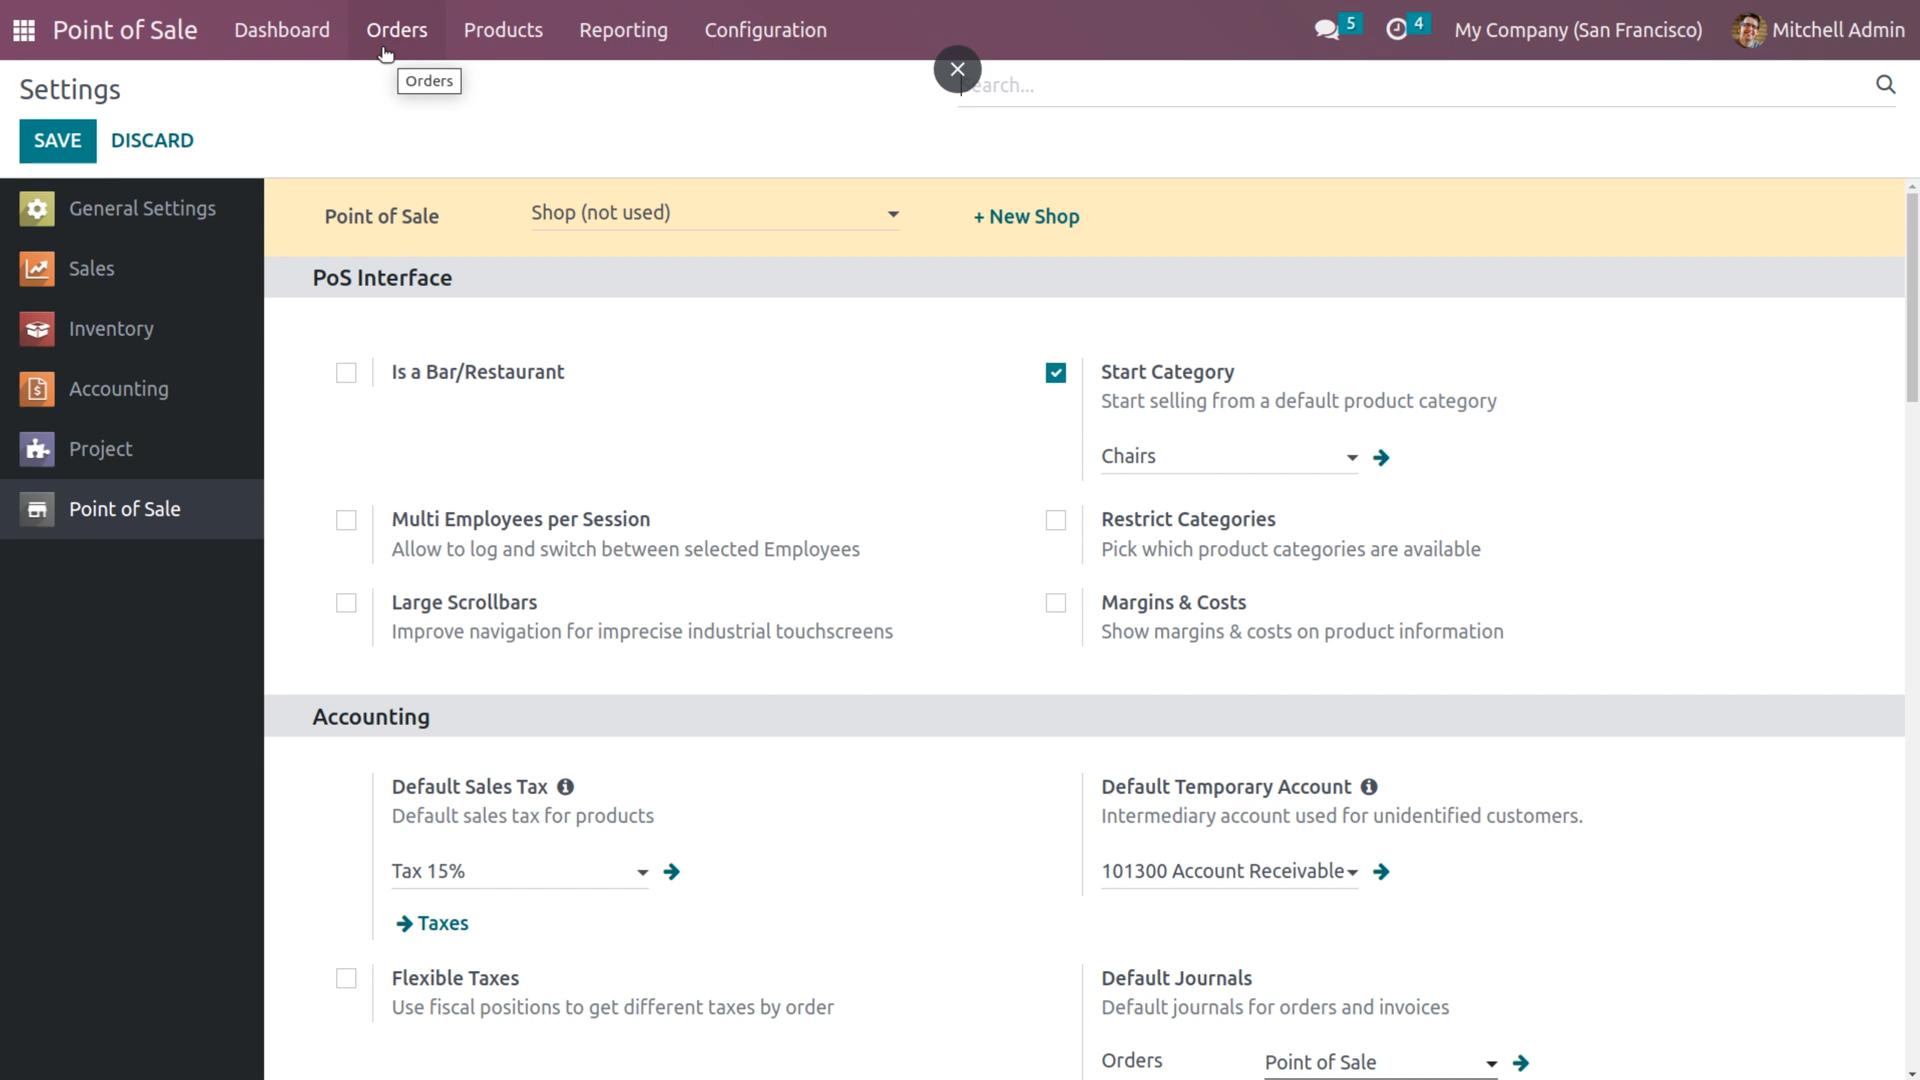 Point of Sale Dashboard Orders Products Reporting Configuration 5 4 My Company (San Francisco) Mitchell Admin
Orders
Settings
earch...
SAVE DISCARD
General Settings
Sales
Inventory
Accounting
Project
Point of Sale
Point of Sale Shop (not used) + New Shop
PoS Interface
Is a Bar/Restaurant
Start Category
Start selling from a default product category
Chairs
Multi Employees per Session
Allow to log and switch between selected Employees
Restrict Categories
Pick which product categories are available
Large Scrollbars
Improve navigation for imprecise industrial touchscreens
Margins & Costs
Show margins & costs on product information
Accounting
Default Sales Tax
Default sales tax for products
Tax 15%
Taxes
Default Temporary Account
Intermediary account used for unidentified customers.
101300 Account Receivable
Flexible Taxes
Use fiscal positions to get different taxes by order
Default Journals
Default journals for orders and invoices
Orders Point of Sale